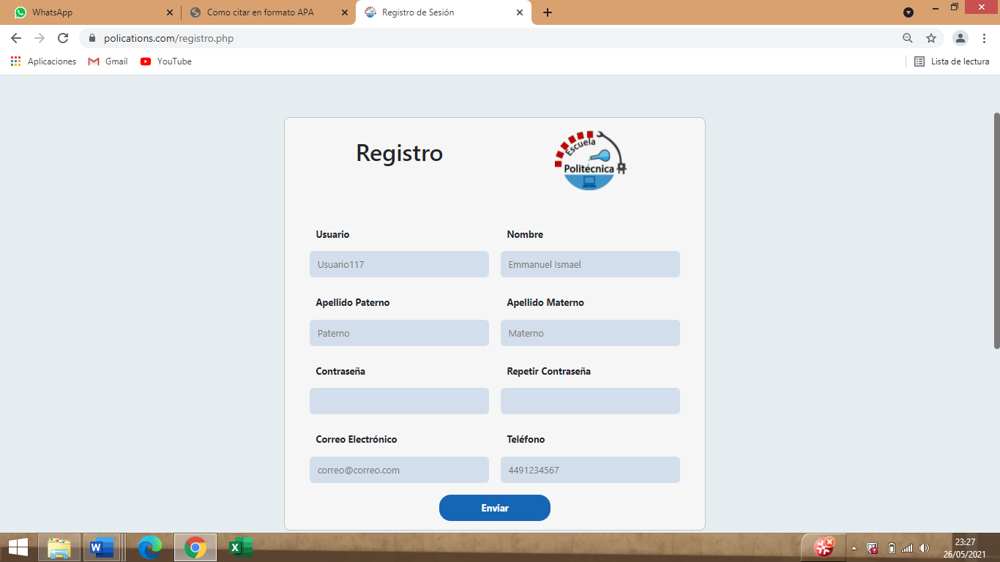 WhatsApp
Como citar en formato APA
Registro de Sesión
polications.com/registro.php
Aplicaciones
Gmail
YouTube
Lista de lectura
Registro
Escuela
Politécnica
Usuario
Nombre
Usuario117
Emmanuel Ismael
Apellido Paterno
Apellido Materno
Paterno
Materno
Contraseña
Repetir Contraseña
Correo Electrónico
Teléfono
correo@correo.com
4491234567
Enviar
23:27
26/05/2021